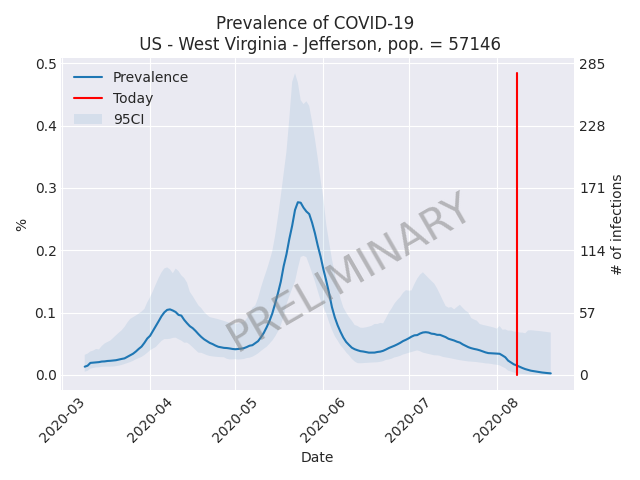 Prevalence of COVID-19
US - West Virginia - Jefferson, pop. = 57146
Prevalence
Today
95CI
PRELIMINARY
%
0.5
0.4
0.3
0.2
0.1
0.0
285
228
171
114
57
0
# of infections
2020-03
2020-04
2020-05
2020-06
2020-07
2020-08
Date